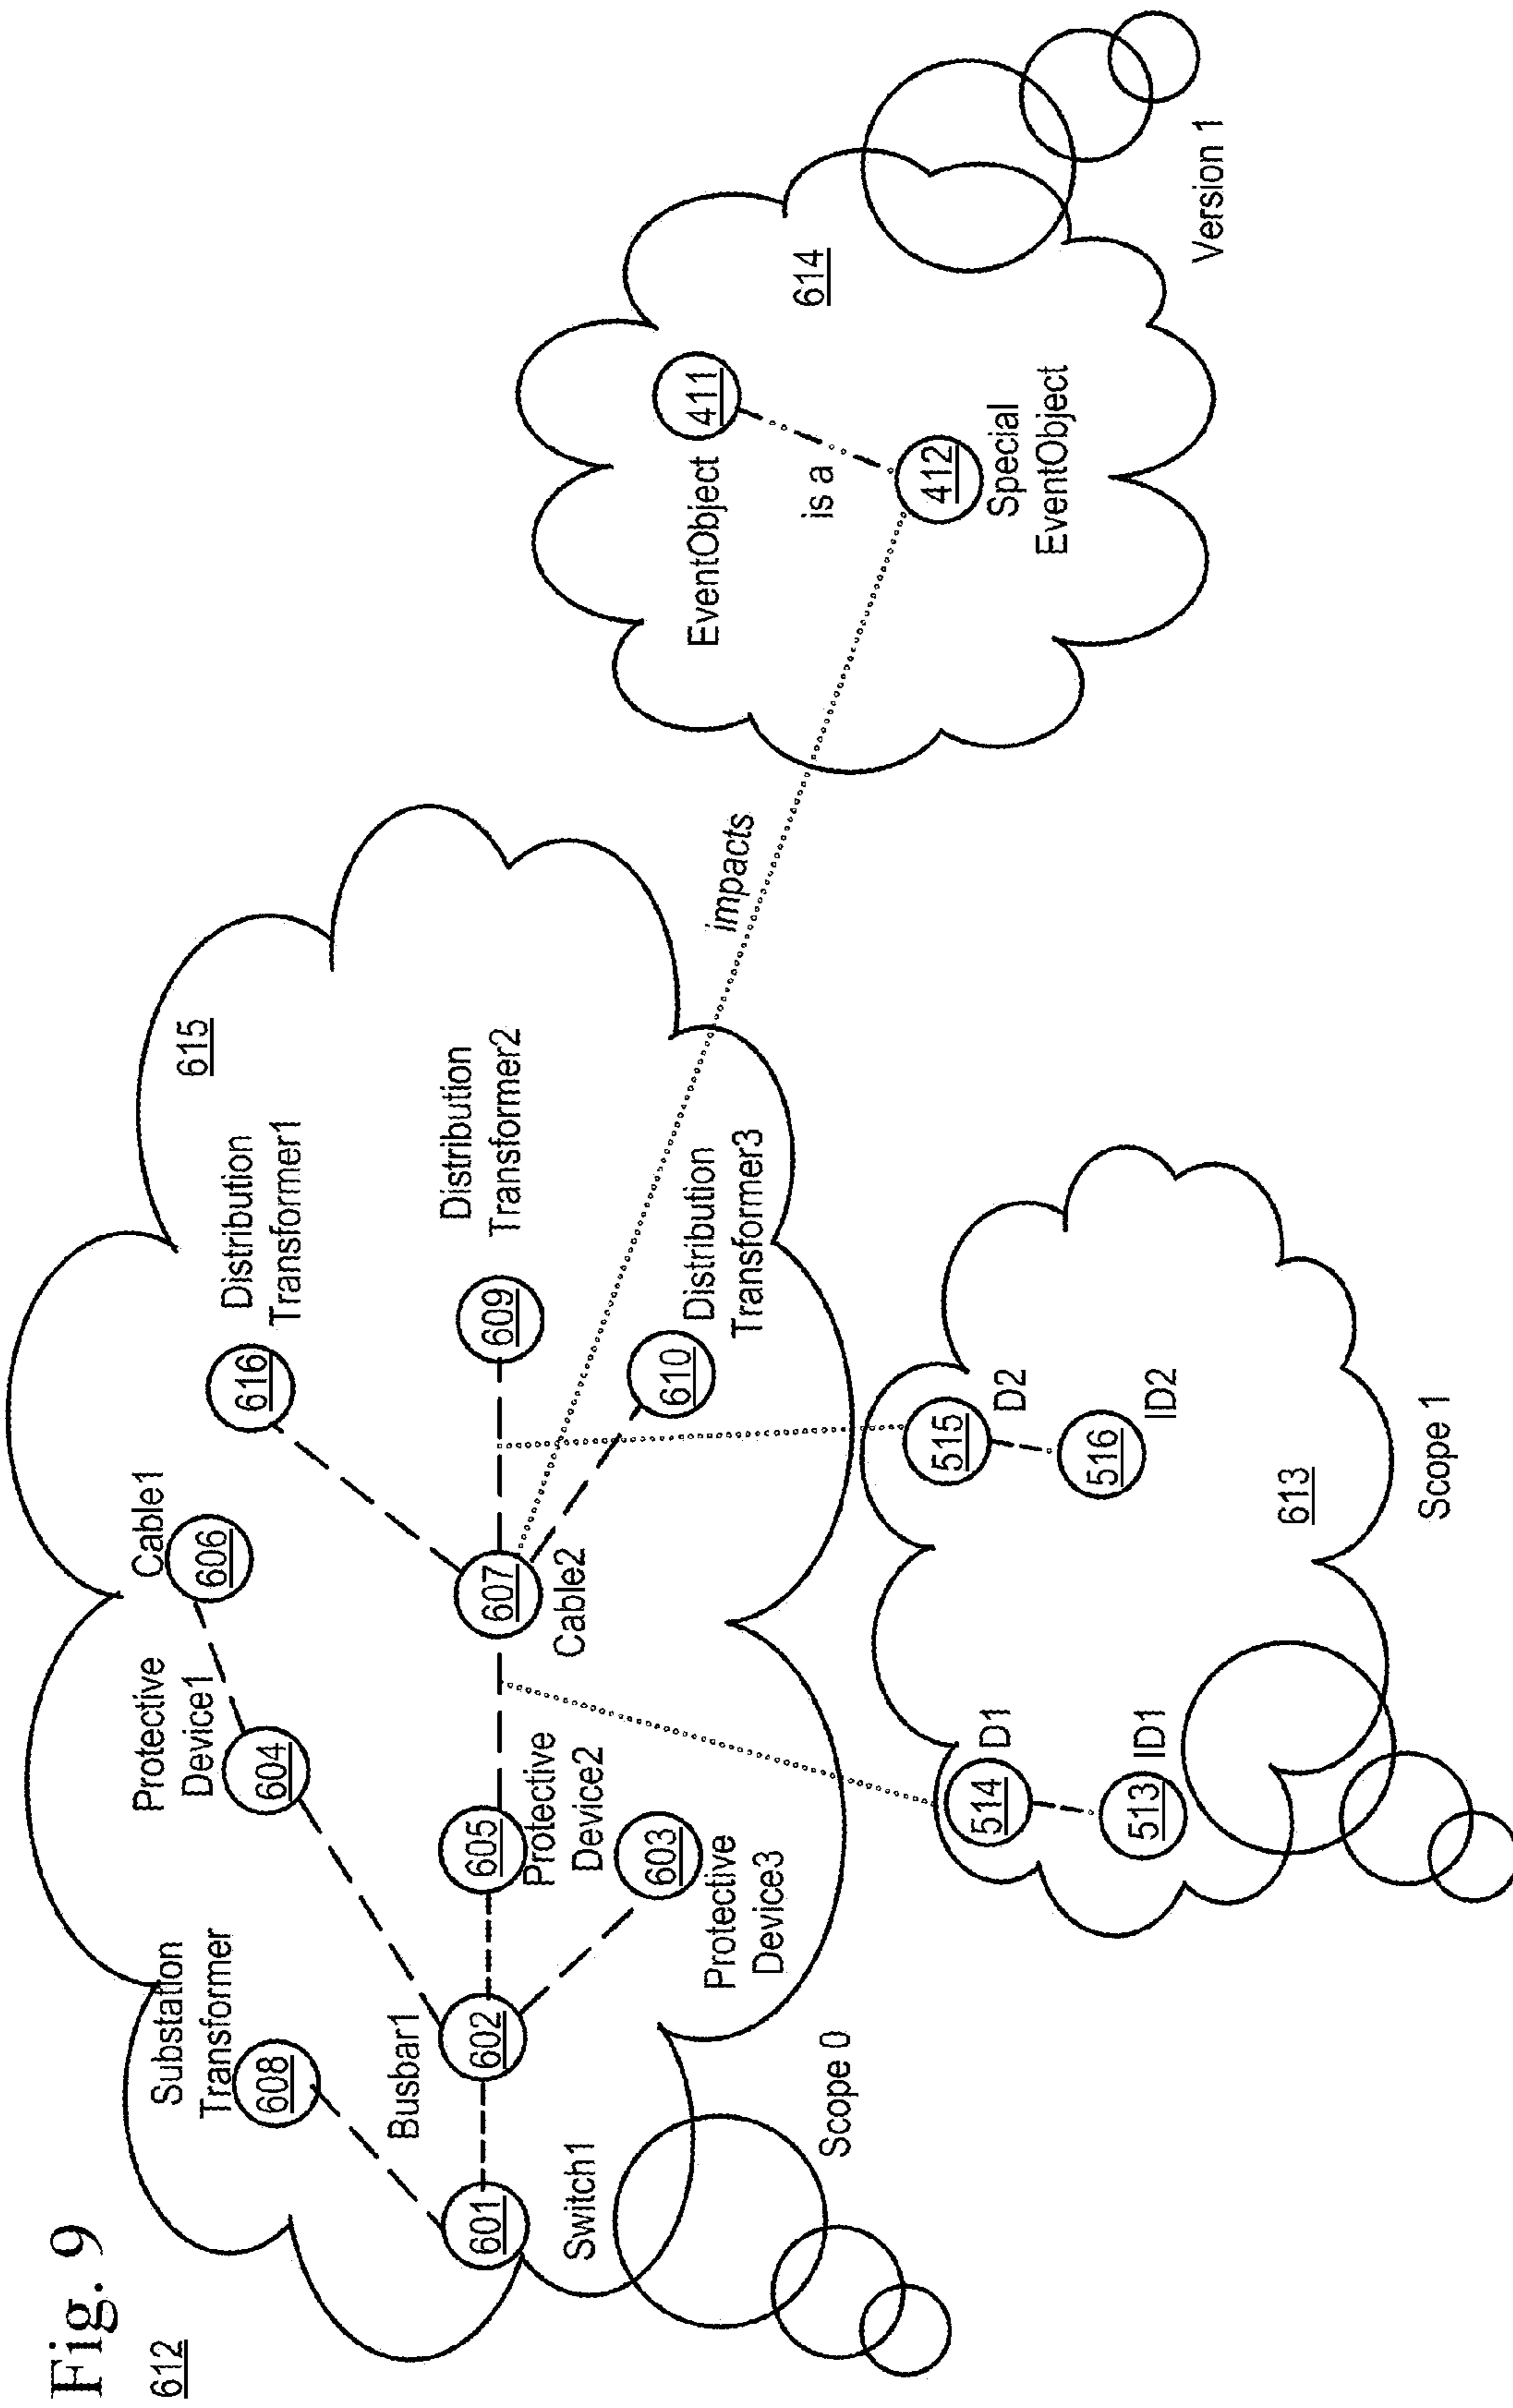 Fig. 9
612
Substation
Transformer
608
Protective
Device1
604
Cable1
606
Distribution
Transformer1
616
615
Switch1
601
Busbar1
602
605
Protective
Device2
603
Protective
Device3
607
Cable2
609
Distribution
Transformer2
610
Distribution
Transformer3
Scope 0
impacts
EventObject
411
is a
412
Special
EventObject
614
Version 1
514
D1
513
ID1
515
D2
516
ID2
613
Scope 1